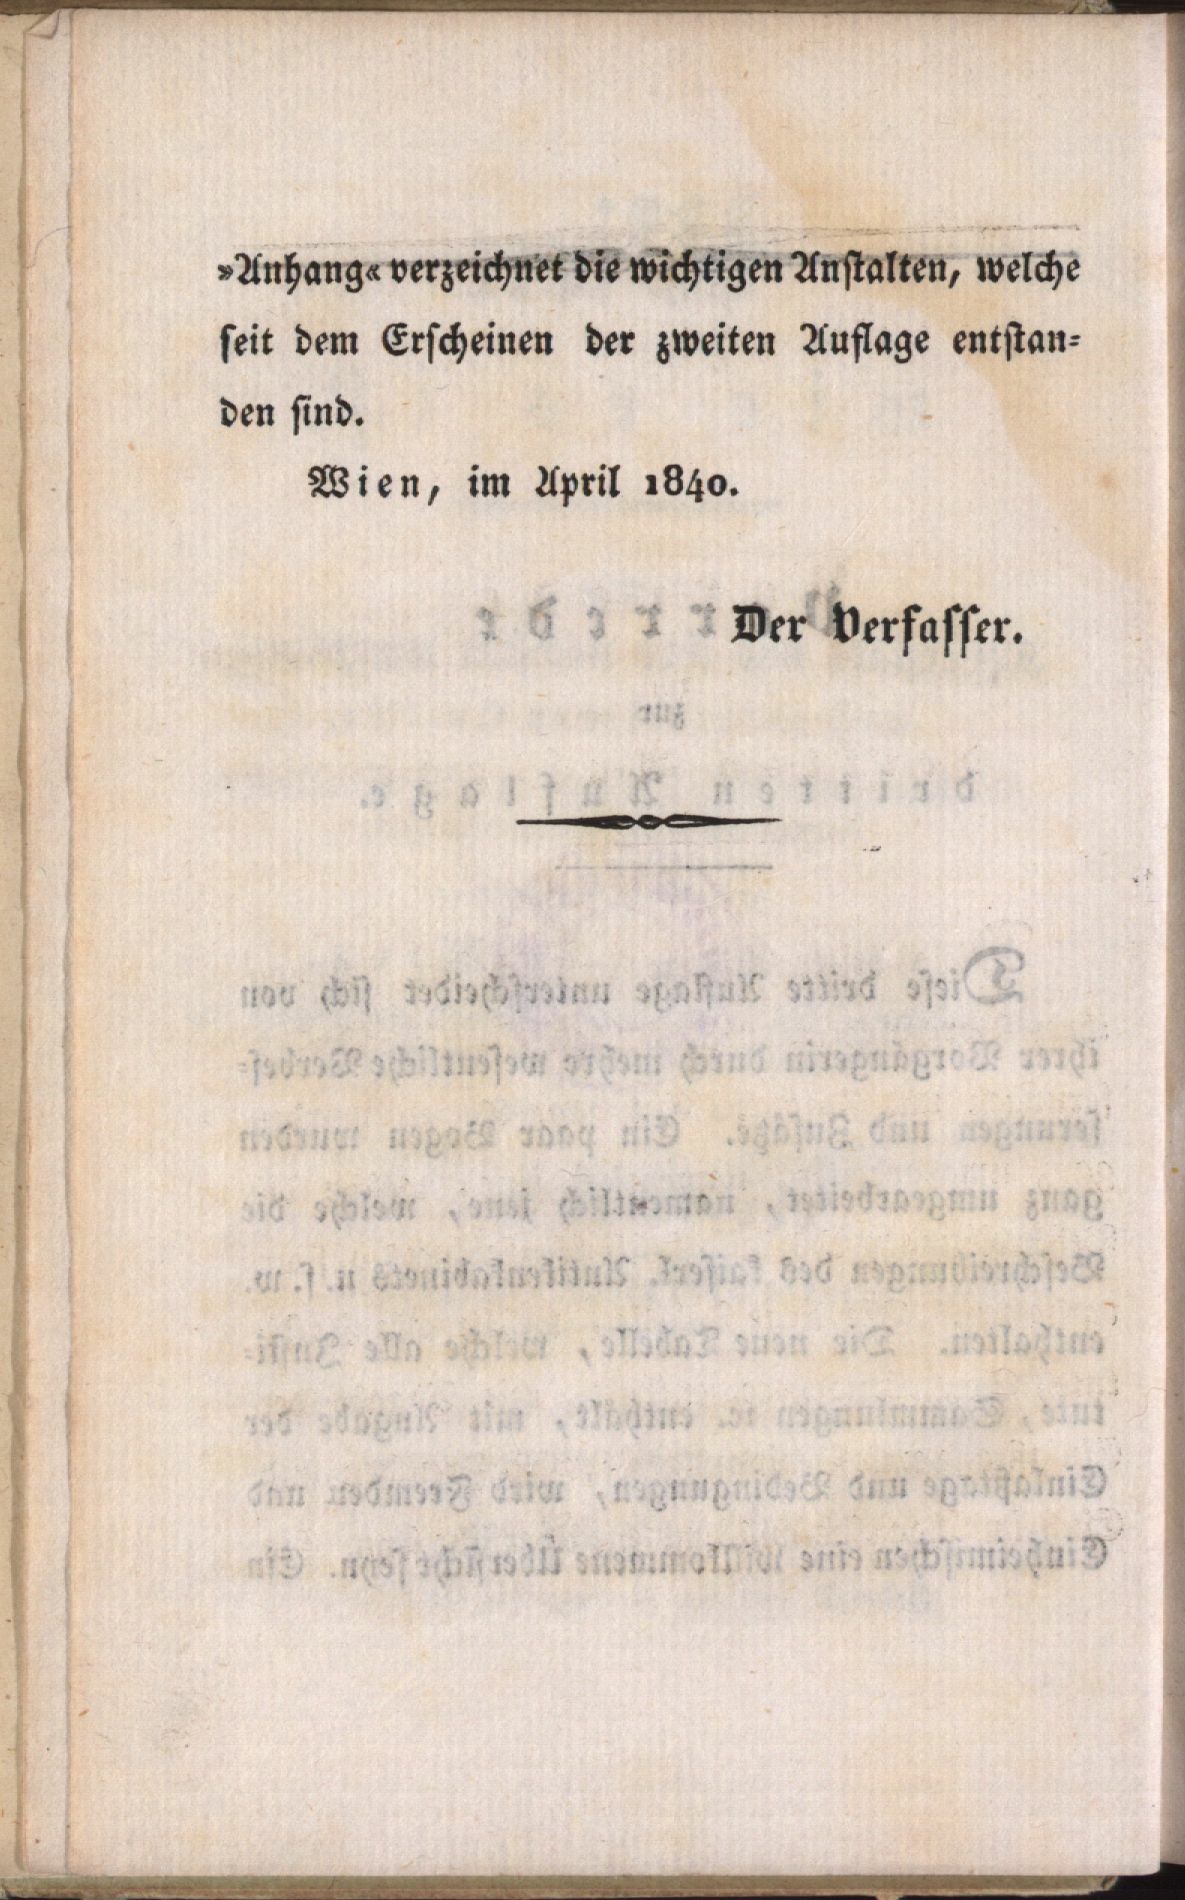 »Anhang« verzeichnet die wichtigen Anstalten, welche
seit dem Erscheinen der zweiten Auflage entstan-
den sind.
Wien, im April 1840.
Der Verfasser.